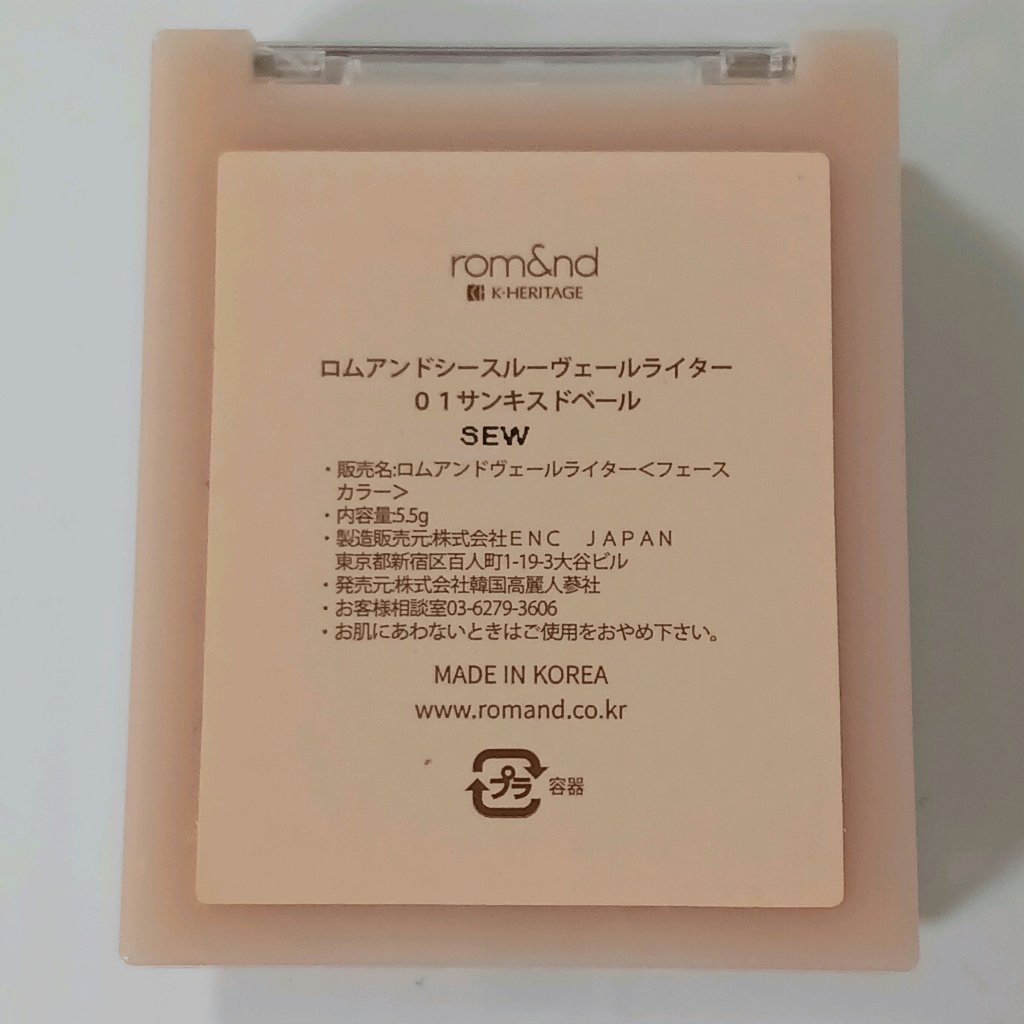 rom&nd
K·HERITAGE
ロムアンドシースルーヴェールライター
０１サンキスドベール
SEW
・販売名:ロムアンドヴェールライター＜フェース
カラー＞
・内容量:5.5g
・製造販売元:株式会社ＥＮＣ　ＪＡＰＡＮ
東京都新宿区百人町1-19-3大谷ビル
・発売元:株式会社韓国高麗人蔘社
・お客様相談室03-6279-3606
・お肌にあわないときはご使用をおやめ下さい。
MADE IN KOREA
www.romand.co.kr
プラ 容器